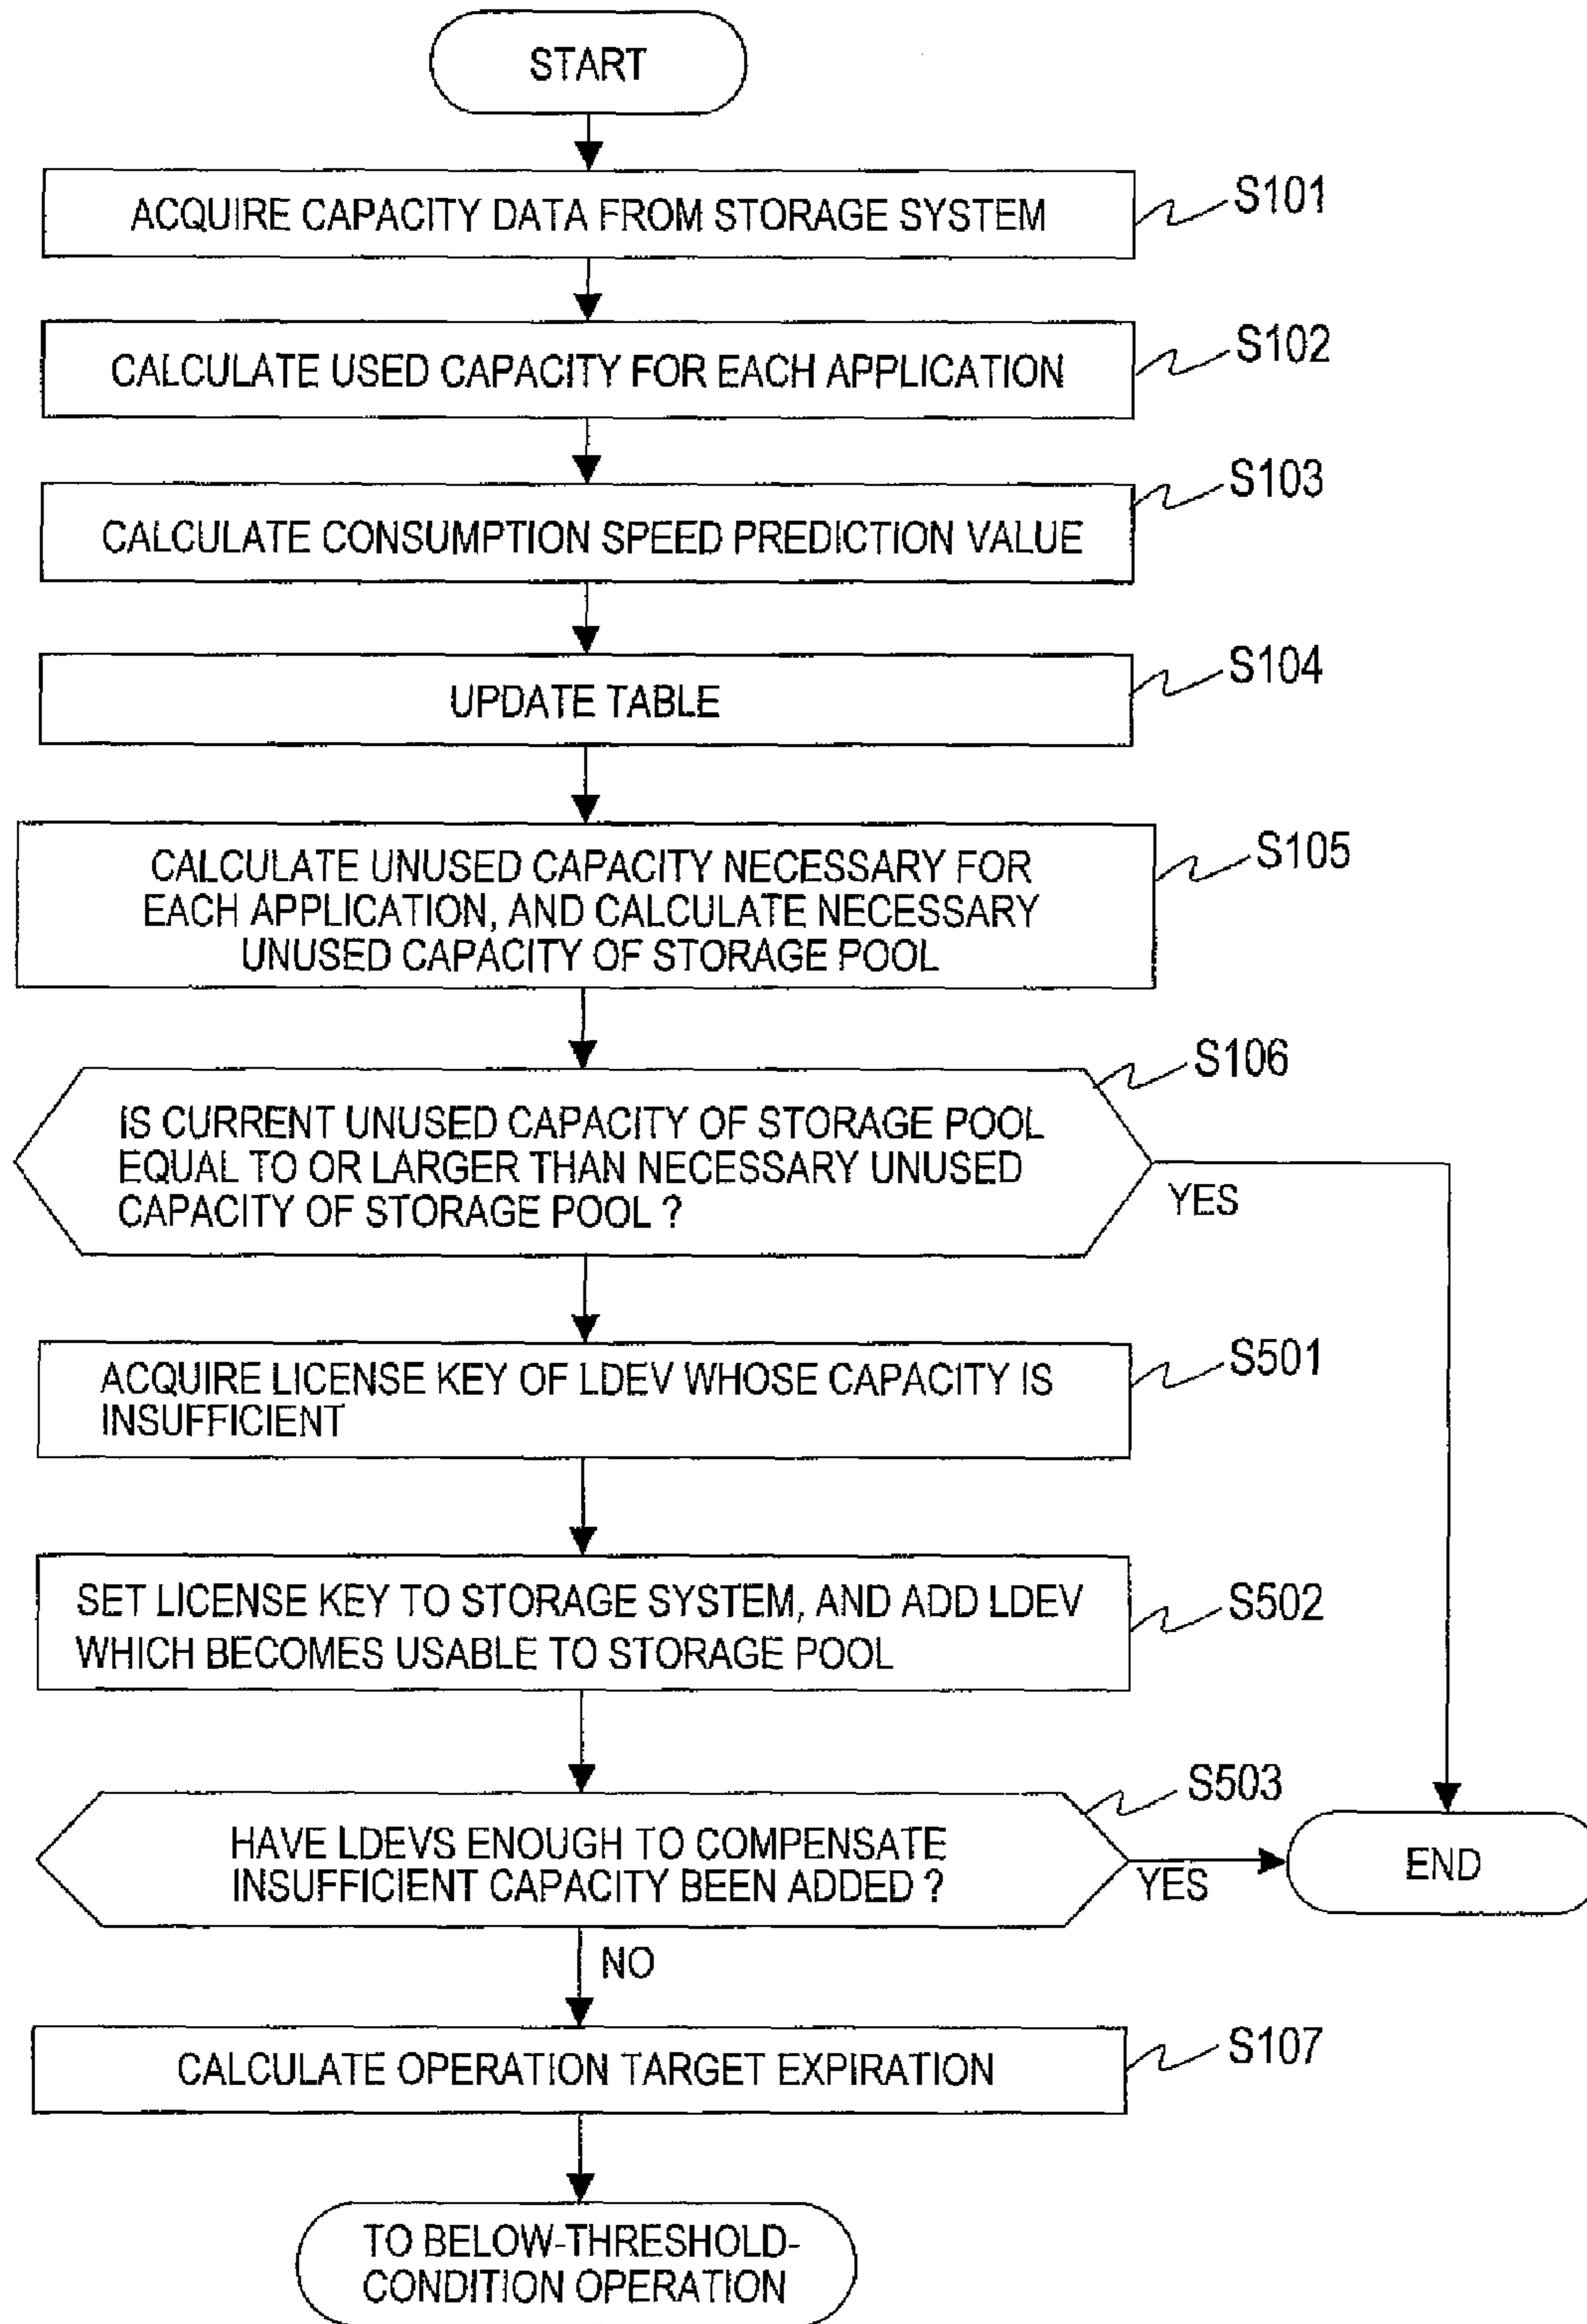 START
ACQUIRE CAPACITY DATA FROM STORAGE SYSTEM
S101
CALCULATE USED CAPACITY FOR EACH APPLICATION
S102
CALCULATE CONSUMPTION SPEED PREDICTION VALUE
S103
UPDATE TABLE
S104
CALCULATE UNUSED CAPACITY NECESSARY FOR
EACH APPLICATION, AND CALCULATE NECESSARY
UNUSED CAPACITY OF STORAGE POOL
S105
IS CURRENT UNUSED CAPACITY OF STORAGE POOL
EQUAL TO OR LARGER THAN NECESSARY UNUSED
CAPACITY OF STORAGE POOL ?
S106
YES
ACQUIRE LICENSE KEY OF LDEV WHOSE CAPACITY IS
INSUFFICIENT
S501
SET LICENSE KEY TO STORAGE SYSTEM, AND ADD LDEV
WHICH BECOMES USABLE TO STORAGE POOL
S502
HAVE LDEVS ENOUGH TO COMPENSATE
INSUFFICIENT CAPACITY BEEN ADDED ?
S503
YES
END
NO
CALCULATE OPERATION TARGET EXPIRATION
S107
TO BELOW-THRESHOLD-
CONDITION OPERATION